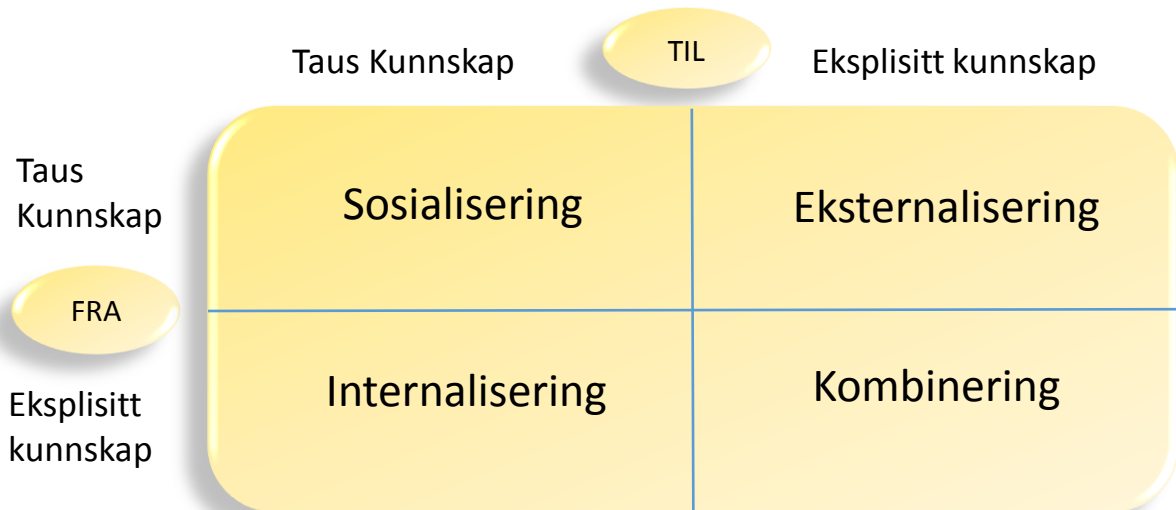 Taus Kunnskap
TIL
Eksplisitt kunnskap
Taus
Kunnskap
Sosialisering
Eksternalisering
FRA
Internalisering
Kombinering
Eksplisitt
kunnskap